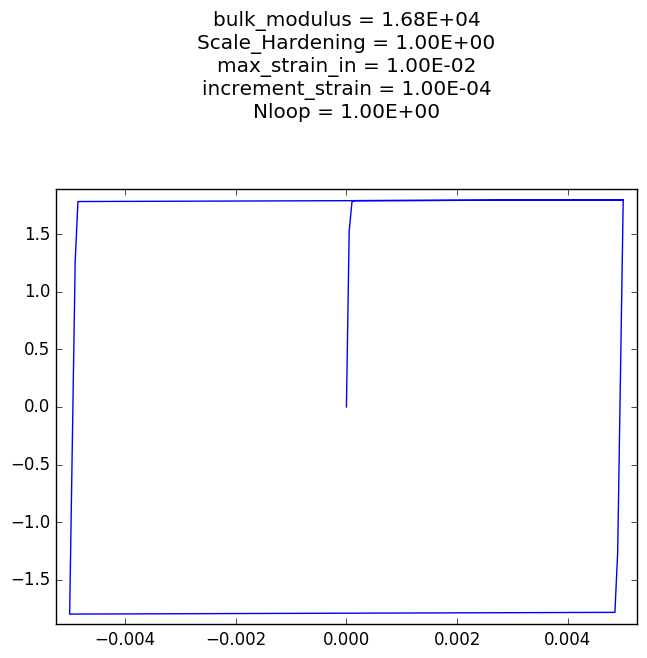 bulk_modulus = 1.68E+04
Scale_Hardening = 1.00E+00
max_strain_in = 1.00E-02
increment_strain = 1.00E-04
Nloop = 1.00E+00
1.5
1.0
0.5
0.0
−0.5
−1.0
−1.5
−0.004 −0.002 0.000 0.002 0.004